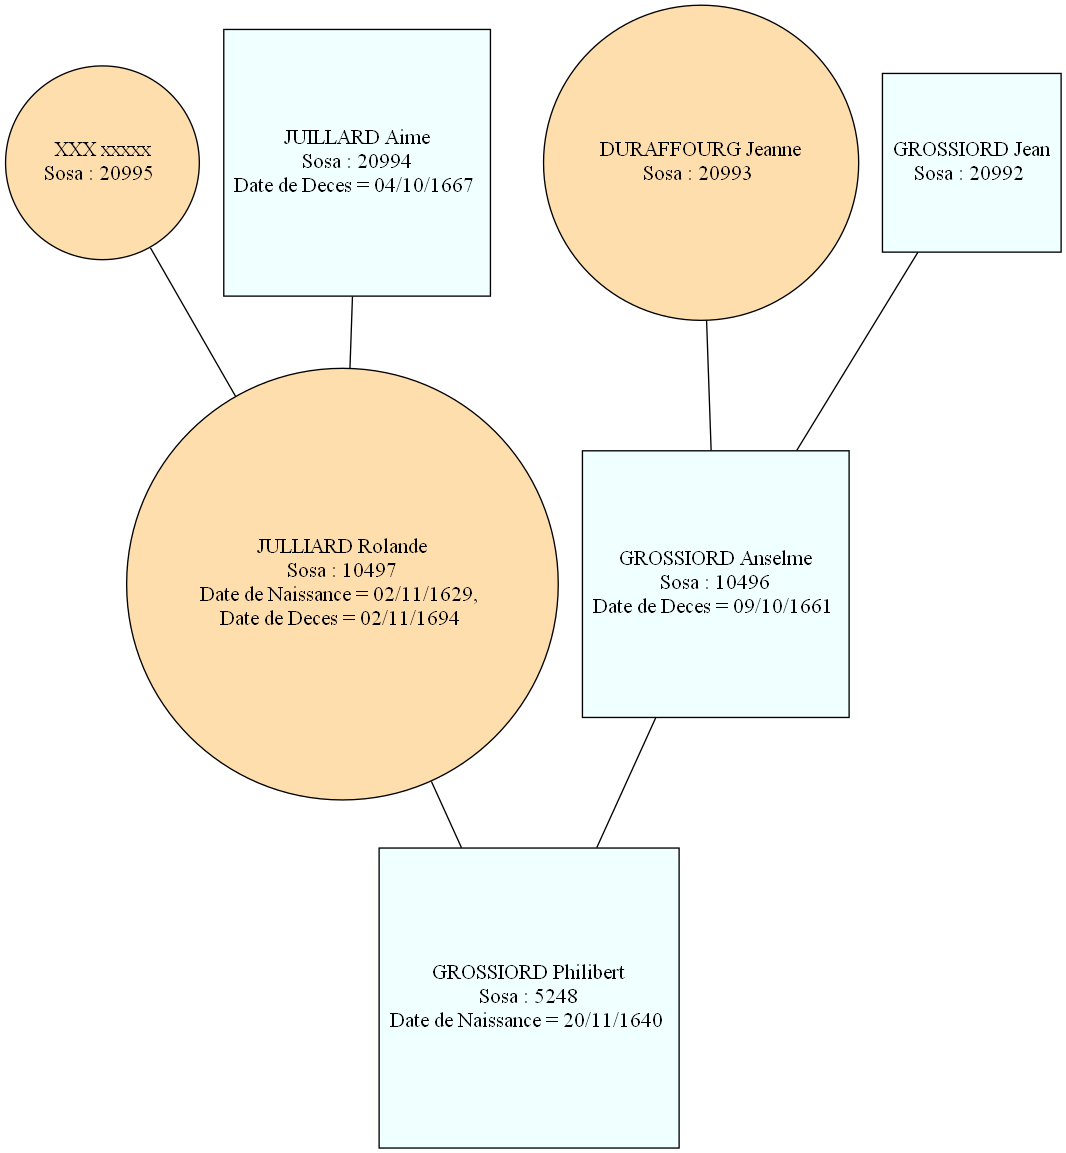 XXX xxxxx
Sosa : 20995
JUILLARD Aime
Sosa : 20994
Date de Deces = 04/10/1667
DURAFFOURG Jeanne
Sosa : 20993
GROSSIORD Jean
Sosa : 20992
JULLIARD Rolande
Sosa : 10497
Date de Naissance = 02/11/1629,
Date de Deces = 02/11/1694
GROSSIORD Anselme
Sosa : 10496
Date de Deces = 09/10/1661
GROSSIORD Philibert
Sosa : 5248
Date de Naissance = 20/11/1640